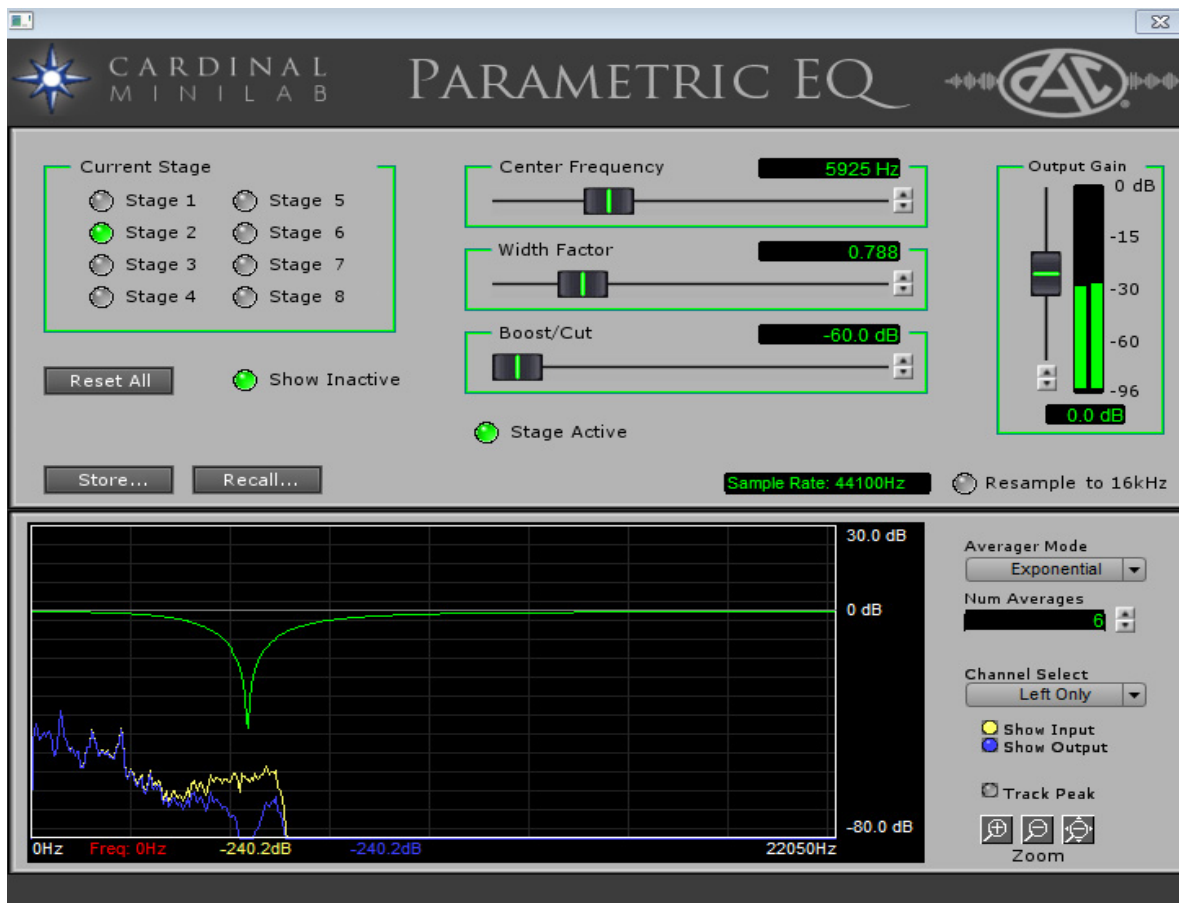 CARDINAL
MINILAB
PARAMETRIC EQ
DAC
®
Current Stage
Stage 1
Stage 5
Stage 2
Stage 6
Stage 3
Stage 7
Stage 4
Stage 8
Reset All
Show Inactive
Store...
Recall...
Center Frequency
5925 Hz
Width Factor
0.788
Boost/Cut
-60.0 dB
Stage Active
Sample Rate: 44100Hz
Resample to 16kHz
Output Gain
0 dB
-15
-30
-60
-96
0.0 dB
30.0 dB
0 dB
-80.0 dB
0Hz
Freq: 0Hz
-240.2dB
-240.2dB
22050Hz
Averager Mode
Exponential
Num Averages
6
Channel Select
Left Only
Show Input
Show Output
Track Peak
Zoom